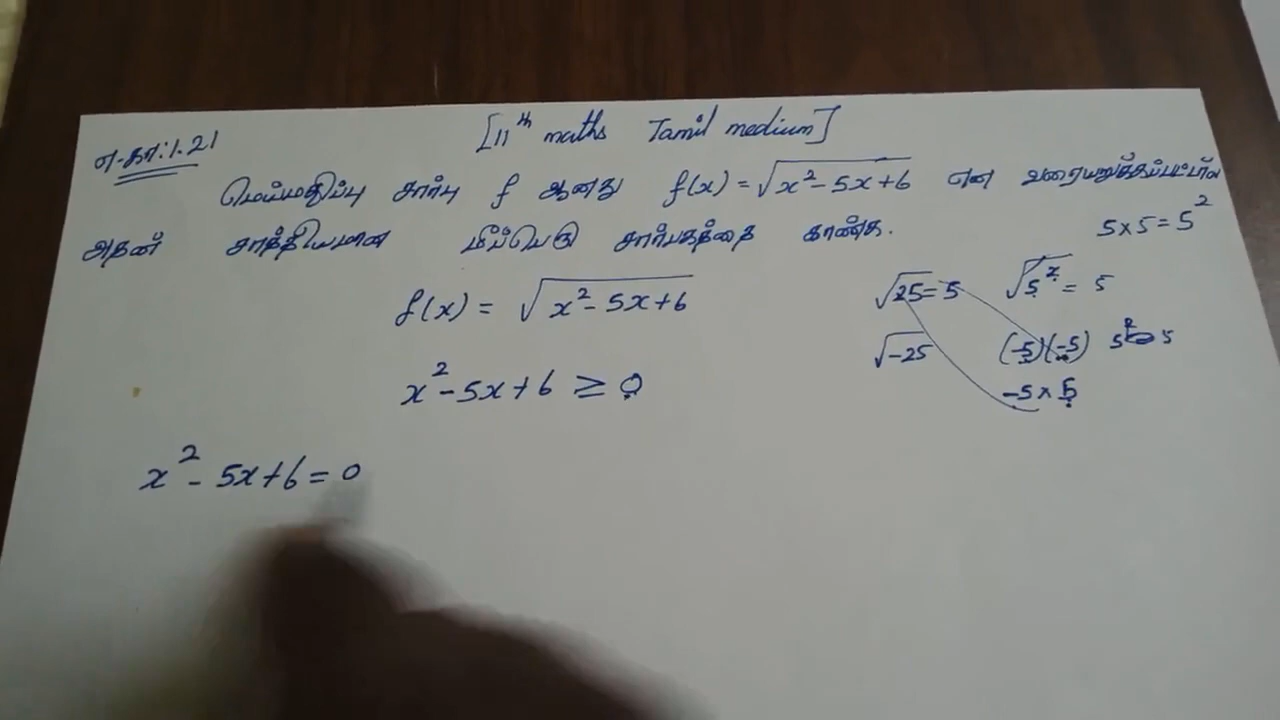 எ-கா:1.21
[11th maths Tamil medium]
மெய்மதிப்பு சார்பு f ஆனது f(x) = √x²-5x+6 என வரையறுக்கப்பட்டால்
அதன் சாத்தியமான மீப்பெரு சார்பகத்தை காண்க.
5×5=5²
f(x) = √x²-5x+6
√25=5 √5²= 5
x²-5x+6 ≥ 0
√-25 (-5)(-5)
-5×5
x²-5x+6=0